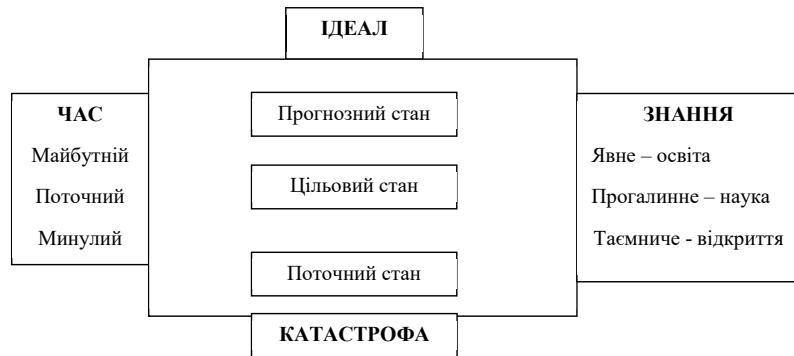 ІДЕАЛ
ЧАС
Майбутній
Поточний
Минулий
Прогнозний стан
Цільовий стан
Поточний стан
ЗНАННЯ
Явне – освіта
Прогалинне – наука
Таємниче - відкриття
КАТАСТРОФА